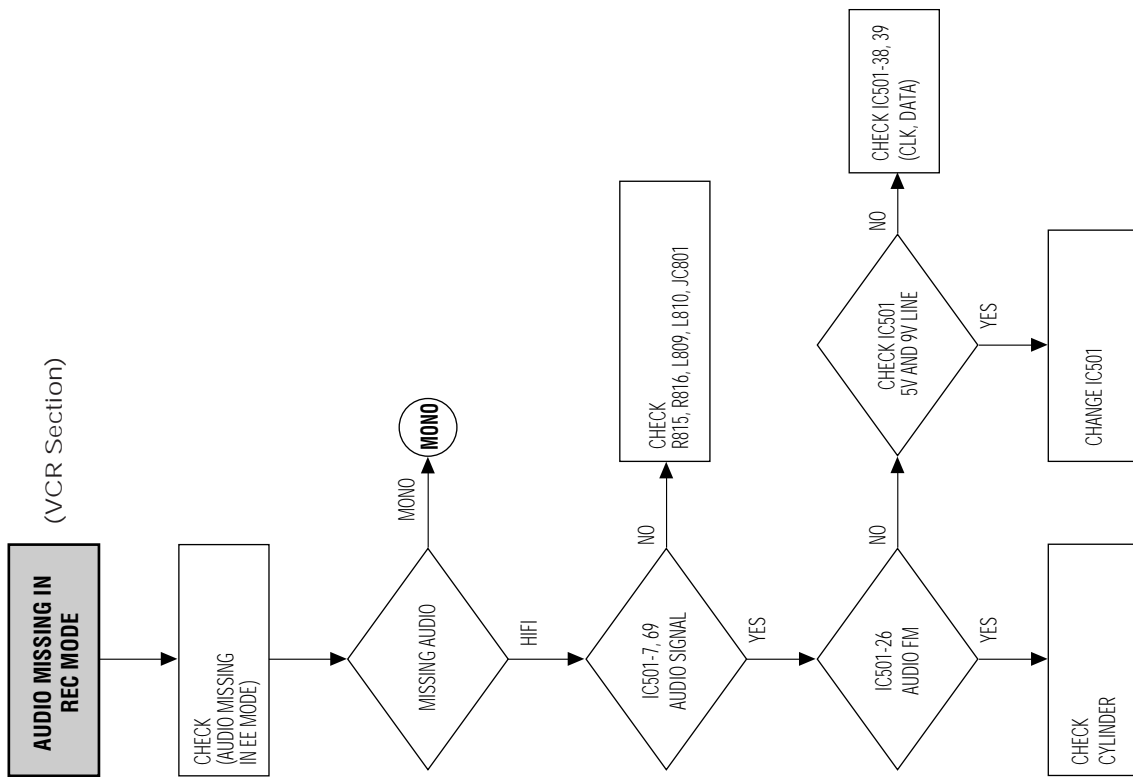 AUDIO MISSING IN
REC MODE
(VCR Section)
CHECK
(AUDIO MISSING
IN EE MODE)
MISSING AUDIO
MONO
MONO
HIFI
IC501-7, 69
AUDIO SIGNAL
NO
CHECK
R815, R816, L809, L810, JC801
YES
IC501-26
AUDIO FM
NO
CHECK IC501
5V AND 9V LINE
NO
CHECK IC501-38, 39
(CLK, DATA)
YES
CHECK
CYLINDER
YES
CHANGE IC501